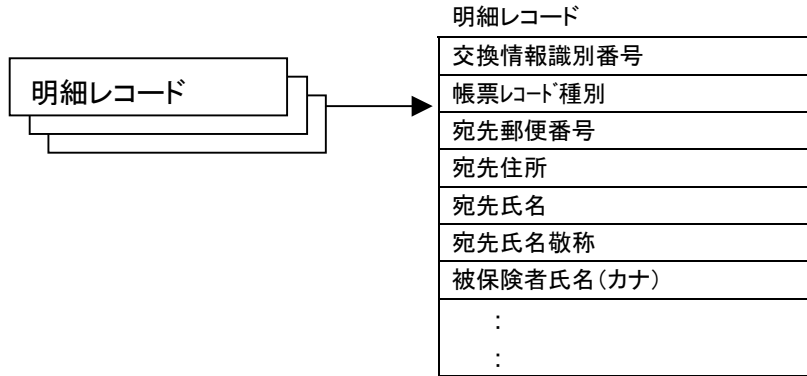 明細レコード
明細レコード
交換情報識別番号
帳票ﾚｺｰﾄﾞ種別
宛先郵便番号
宛先住所
宛先氏名
宛先氏名敬称
被保険者氏名(カナ)
:
: